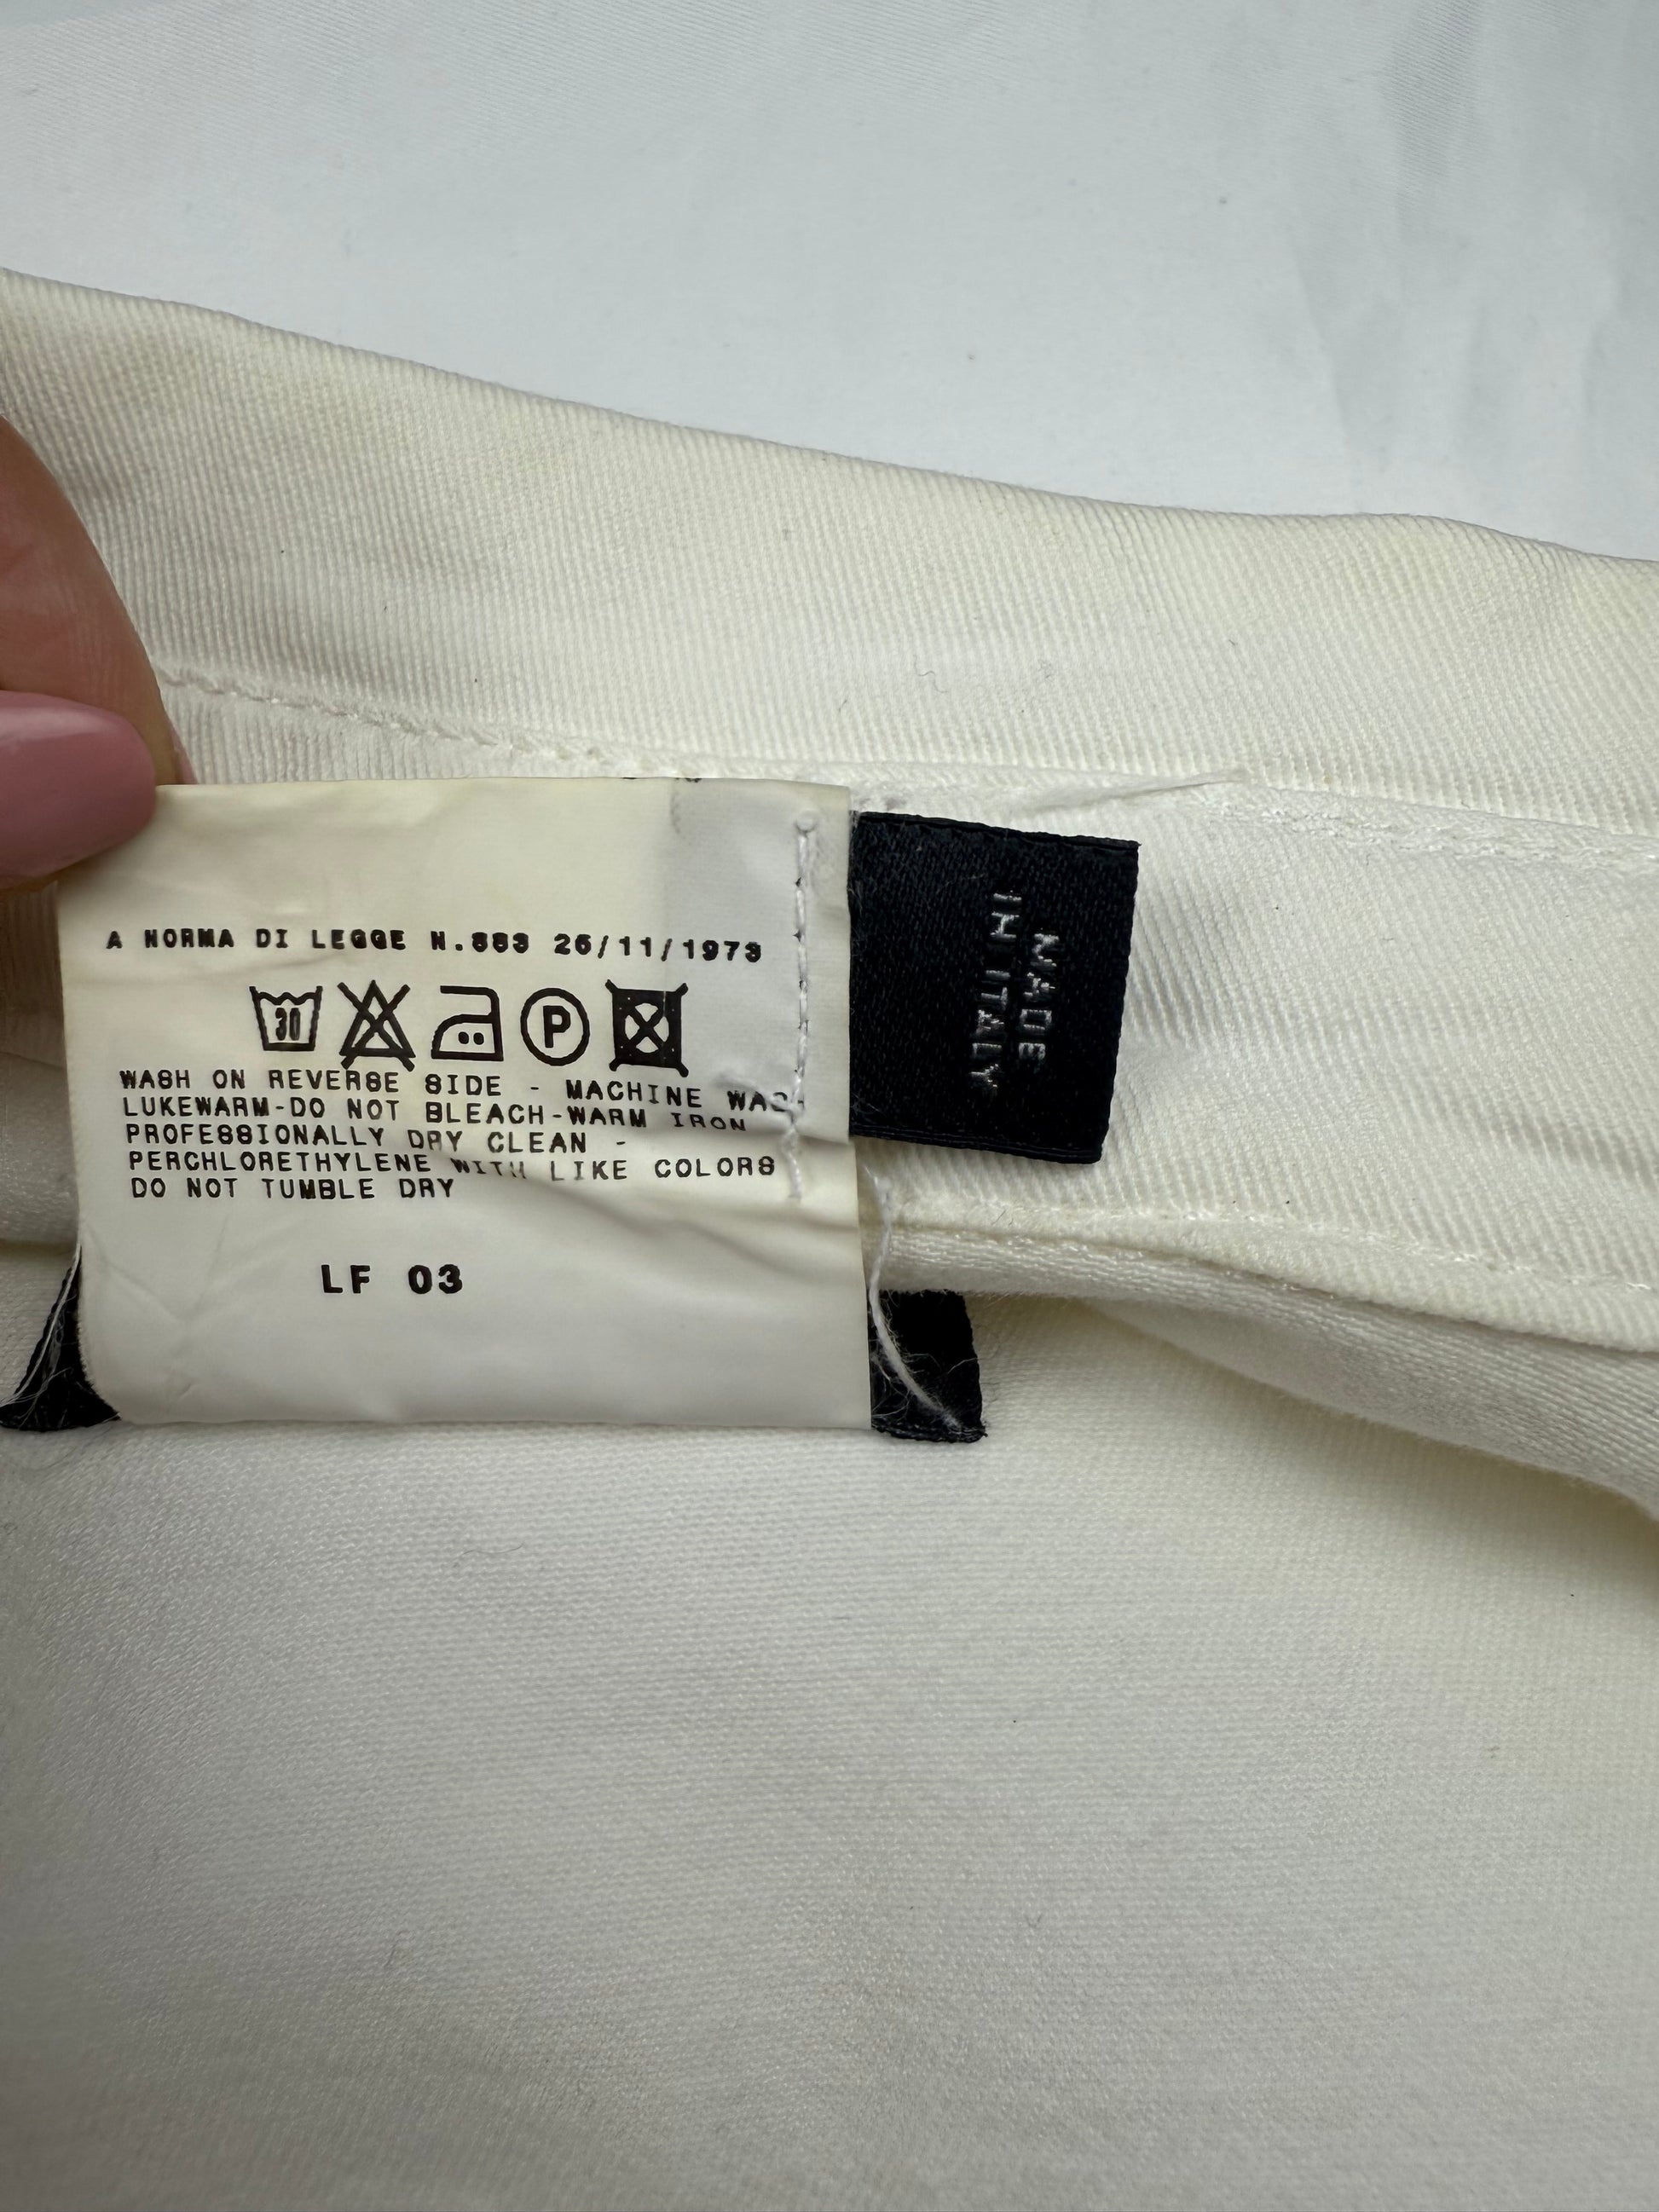 A NORMA DI LEGGE N.883 26/11/1973
30 P
WASH ON REVERSE SIDE - MACHINE WASH
LUKEWARM-DO NOT BLEACH-WARM IRON
PROFESSIONALLY DRY CLEAN -
PERCHLORETHYLENE WITH LIKE COLORS
DO NOT TUMBLE DRY
LF 03
MADE
IN ITALY